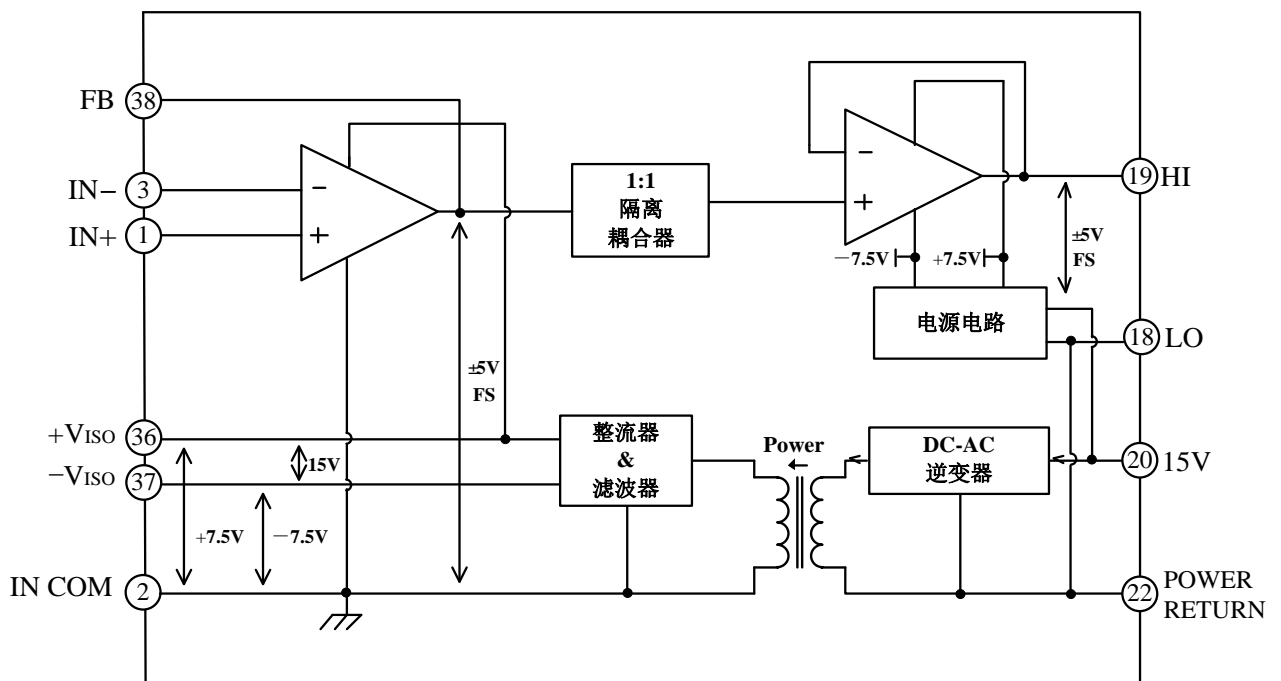 FB
38
IN−
3
IN+
1
−
+
1:1
隔离
耦合器
−
+
19
HI
±5V
FS
−7.5V
+7.5V
电源电路
18
LO
±5V
FS
+VISO
36
−VISO
37
15V
+7.5V
−7.5V
整流器
&
滤波器
Power
DC-AC
逆变器
20
15V
IN COM
2
22
POWER
RETURN